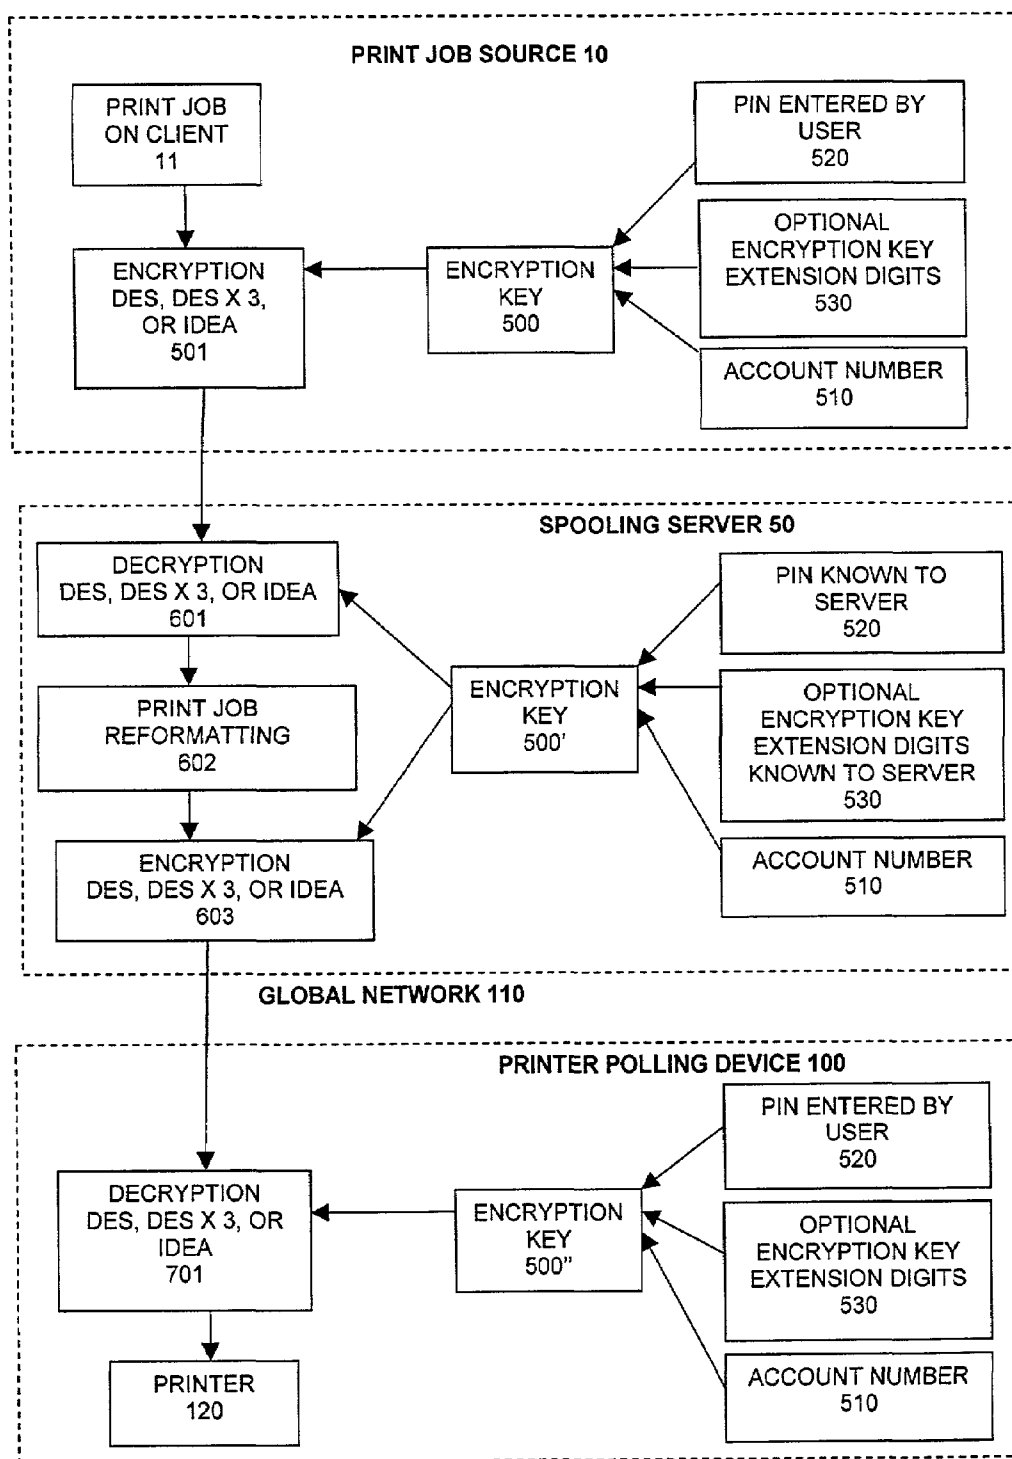 PRINT JOB SOURCE 10
PRINT JOB
ON CLIENT
11
PIN ENTERED BY
USER
520
ENCRYPTION
DES, DES X 3,
OR IDEA
501
ENCRYPTION
KEY
500
OPTIONAL
ENCRYPTION KEY
EXTENSION DIGITS
530
ACCOUNT NUMBER
510
SPOOLING SERVER 50
DECRYPTION
DES, DES X 3, OR IDEA
601
PIN KNOWN TO
SERVER
520
PRINT JOB
REFORMATTING
602
ENCRYPTION
KEY
500'
OPTIONAL
ENCRYPTION KEY
EXTENSION DIGITS
KNOWN TO SERVER
530
ENCRYPTION
DES, DES X 3, OR IDEA
603
ACCOUNT NUMBER
510
GLOBAL NETWORK 110
PRINTER POLLING DEVICE 100
PIN ENTERED BY
USER
520
DECRYPTION
DES, DES X 3, OR
IDEA
701
ENCRYPTION
KEY
500"
OPTIONAL
ENCRYPTION KEY
EXTENSION DIGITS
530
PRINTER
120
ACCOUNT NUMBER
510